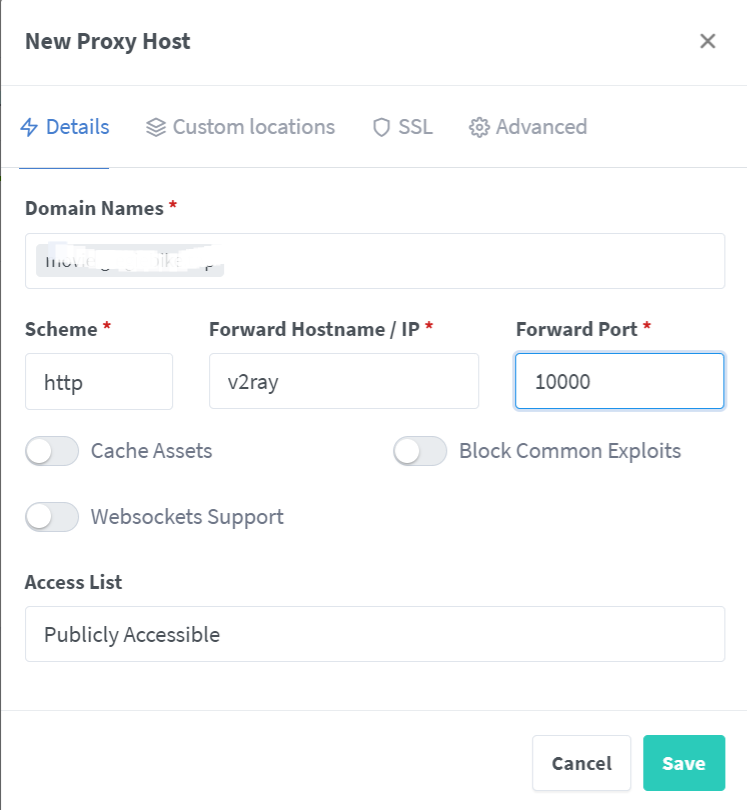 New Proxy Host
Details Custom locations SSL Advanced
Domain Names *
Scheme * Forward Hostname / IP * Forward Port *
http v2ray 10000
Cache Assets Block Common Exploits
Websockets Support
Access List
Publicly Accessible
Cancel Save